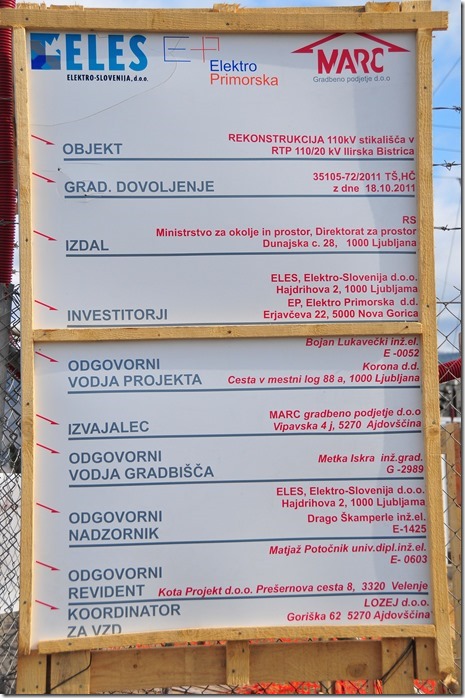 ELES
ELEKTRO-SLOVENIJA, d.o.o.
EP
Elektro
Primorska
MARC
Gradbeno podjetje d.o.o
OBJEKT
REKONSTRUKCIJA 110kV stikališča v
RTP 110/20 kV Ilirska Bistrica
GRAD. DOVOLJENJE
35105-72/2011 TŠ,HČ
z dne 18.10.2011
IZDAL
RS
Ministrstvo za okolje in prostor, Direktorat za prostor
Dunajska c. 28, 1000 Ljubljana
INVESTITORJI
ELES, Elektro-Slovenija d.o.o.
Hajdrihova 2, 1000 Ljubljama
EP, Elektro Primorska d.d.
Erjavčeva 22, 5000 Nova Gorica
ODGOVORNI
VODJA PROJEKTA
Bojan Lukavečki inž.el.
E -0052
Korona d.d.
Cesta v mestni log 88 a, 1000 Ljubljana
IZVAJALEC
MARC gradbeno podjetje d.o.o
Vipavska 4 j, 5270 Ajdovščina
ODGOVORNI
VODJA GRADBIŠČA
Metka Iskra inž.grad.
G -2989
ODGOVORNI
NADZORNIK
ELES, Elektro-Slovenija d.o.o.
Hajdrihova 2, 1000 Ljubljama
Drago Škamperle inž.el.
E-1425
ODGOVORNI
REVIDENT
Matjaž Potočnik univ.dipl.inž.el.
E- 0603
Kota Projekt d.o.o. Prešernova cesta 8, 3320 Velenje
KOORDINATOR
ZA VZD
LOZEJ d.o.o.
Goriška 62 5270 Ajdovščina